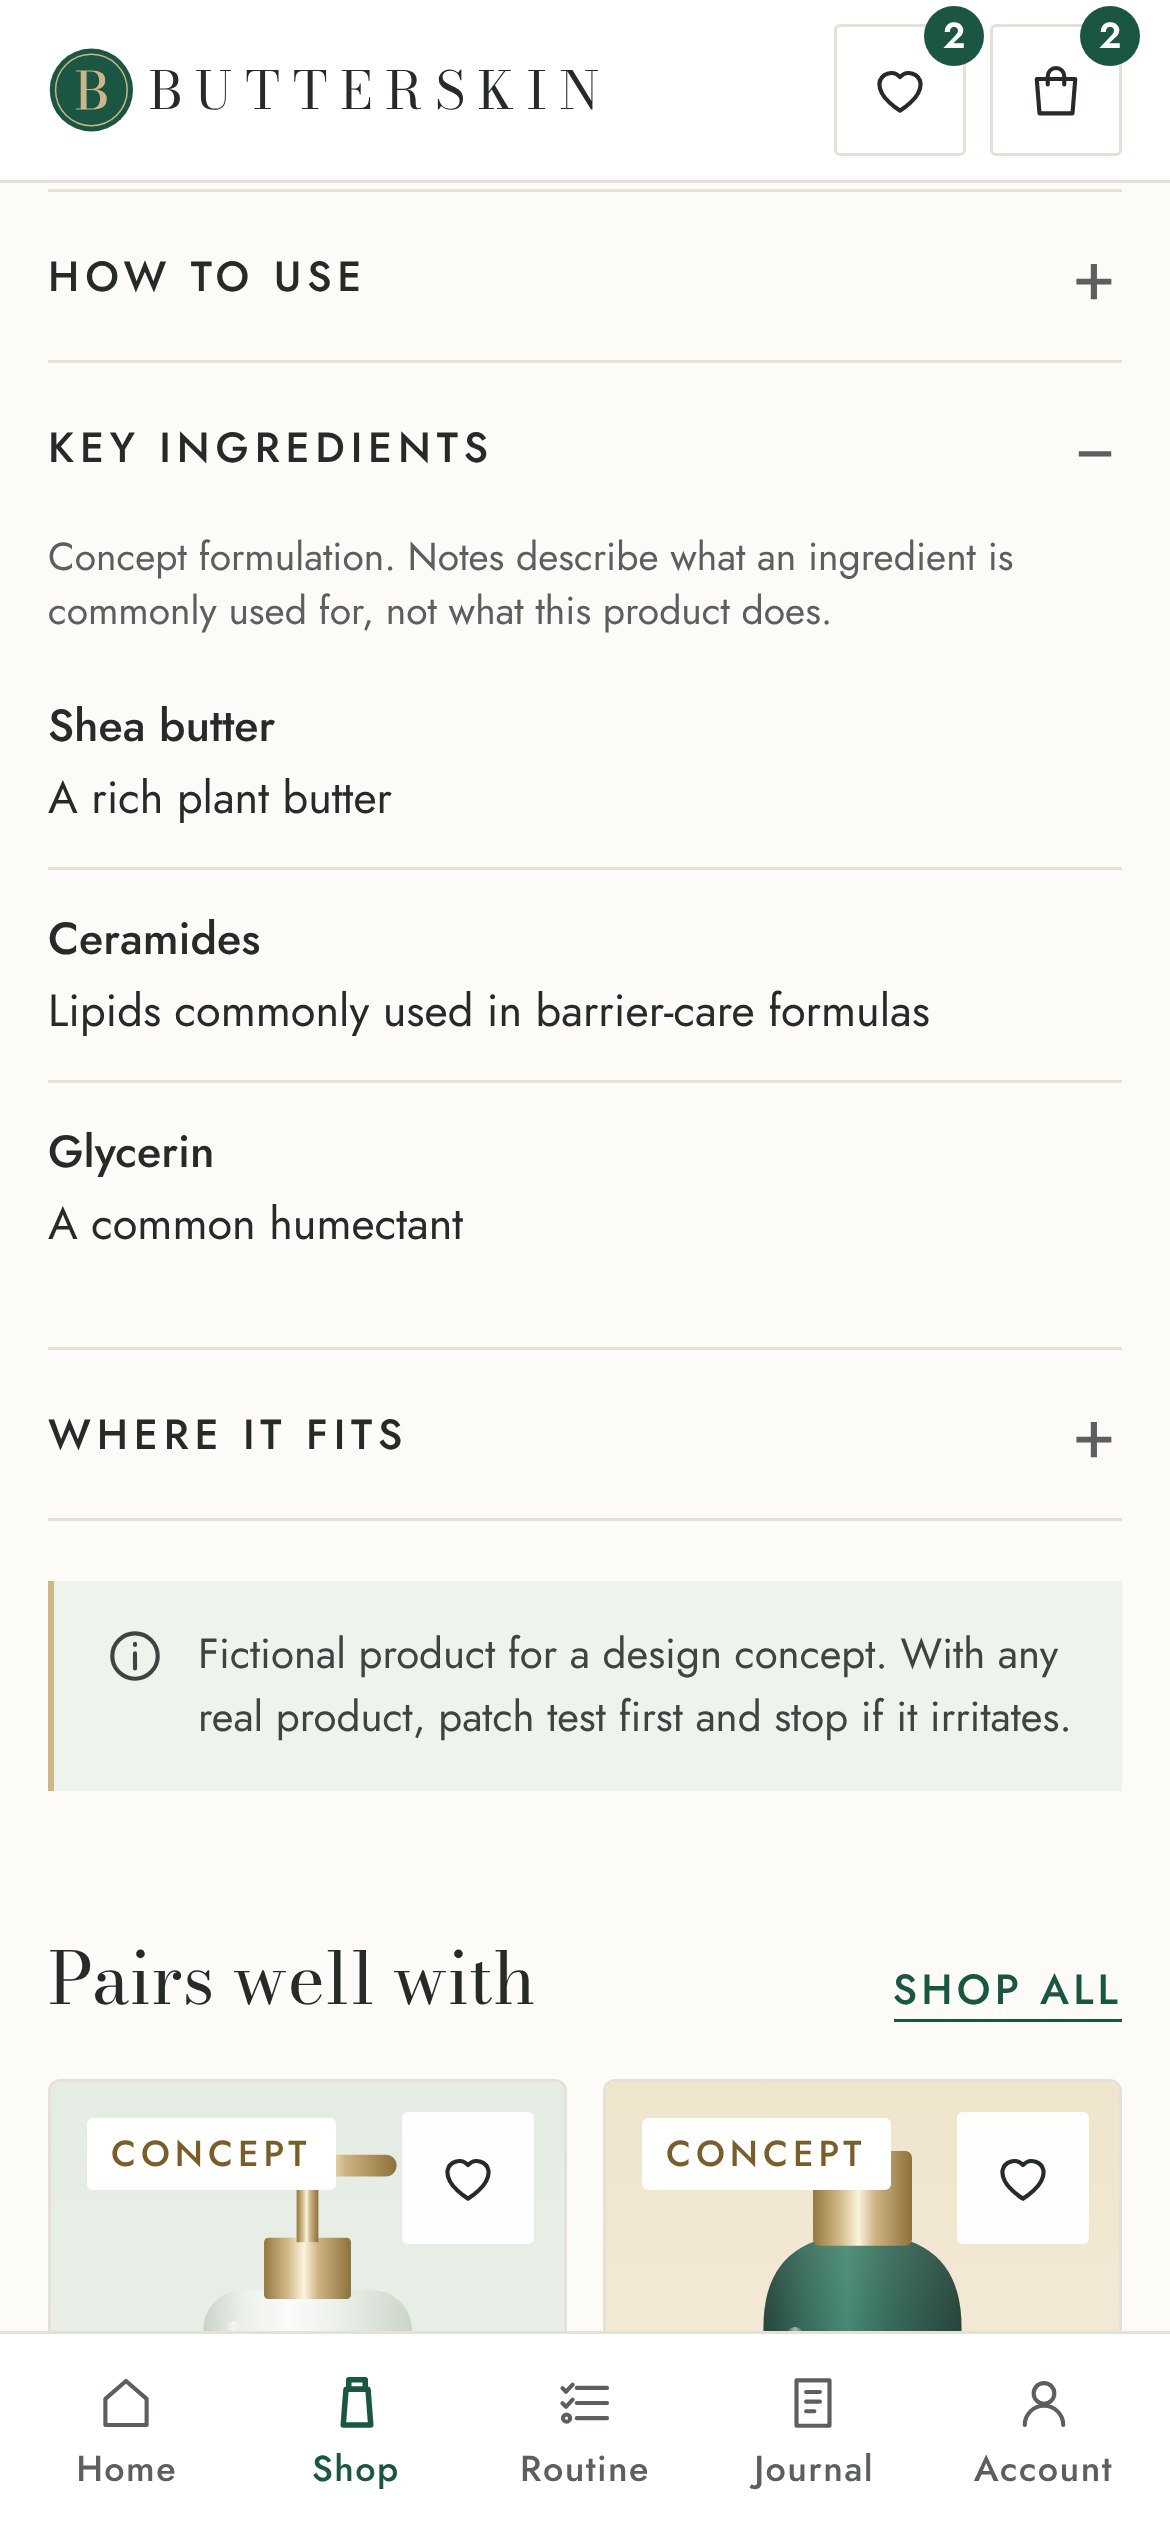 B BUTTERSKIN
2
2
HOW TO USE
KEY INGREDIENTS
Concept formulation. Notes describe what an ingredient is
commonly used for, not what this product does.
Shea butter
A rich plant butter
Ceramides
Lipids commonly used in barrier-care formulas
Glycerin
A common humectant
WHERE IT FITS
Fictional product for a design concept. With any
real product, patch test first and stop if it irritates.
Pairs well with
SHOP ALL
CONCEPT
CONCEPT
Home
Shop
Routine
Journal
Account